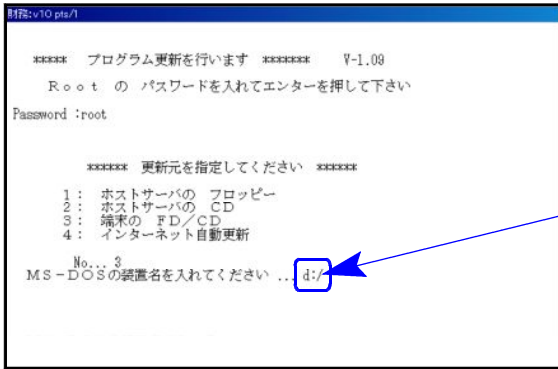 財務:v10 pts/1
***** プログラム更新を行います ******* V-1.09
Root の パスワードを入れてエンターを押して下さい
Password :root
****** 更新元を指定してください ******
1: ホストサーバの フロッピー
2: ホストサーバの CD
3: 端末の FD/CD
4: インターネット自動更新
No... 3
MS-DOSの装置名を入れてください ... d:/